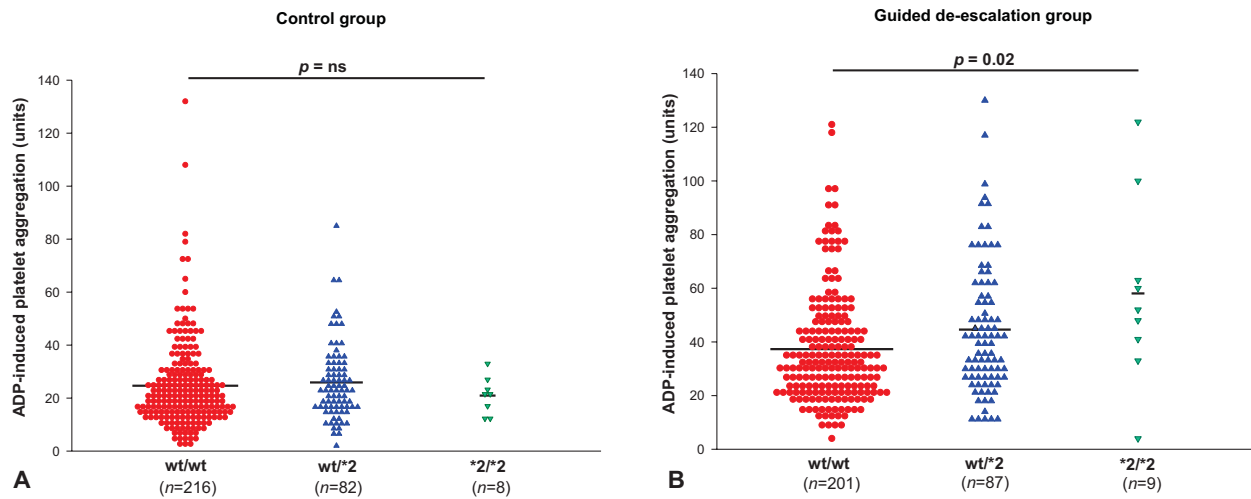 Control group
p = ns
ADP-induced platelet aggregation (units)
140
120
100
80
60
40
20
0
wt/wt
wt/*2
*2/*2
(n=216)
(n=82)
(n=8)
A
Guided de-escalation group
p = 0.02
ADP-induced platelet aggregation (units)
140
120
100
80
60
40
20
0
wt/wt
wt/*2
*2/*2
(n=201)
(n=87)
(n=9)
B